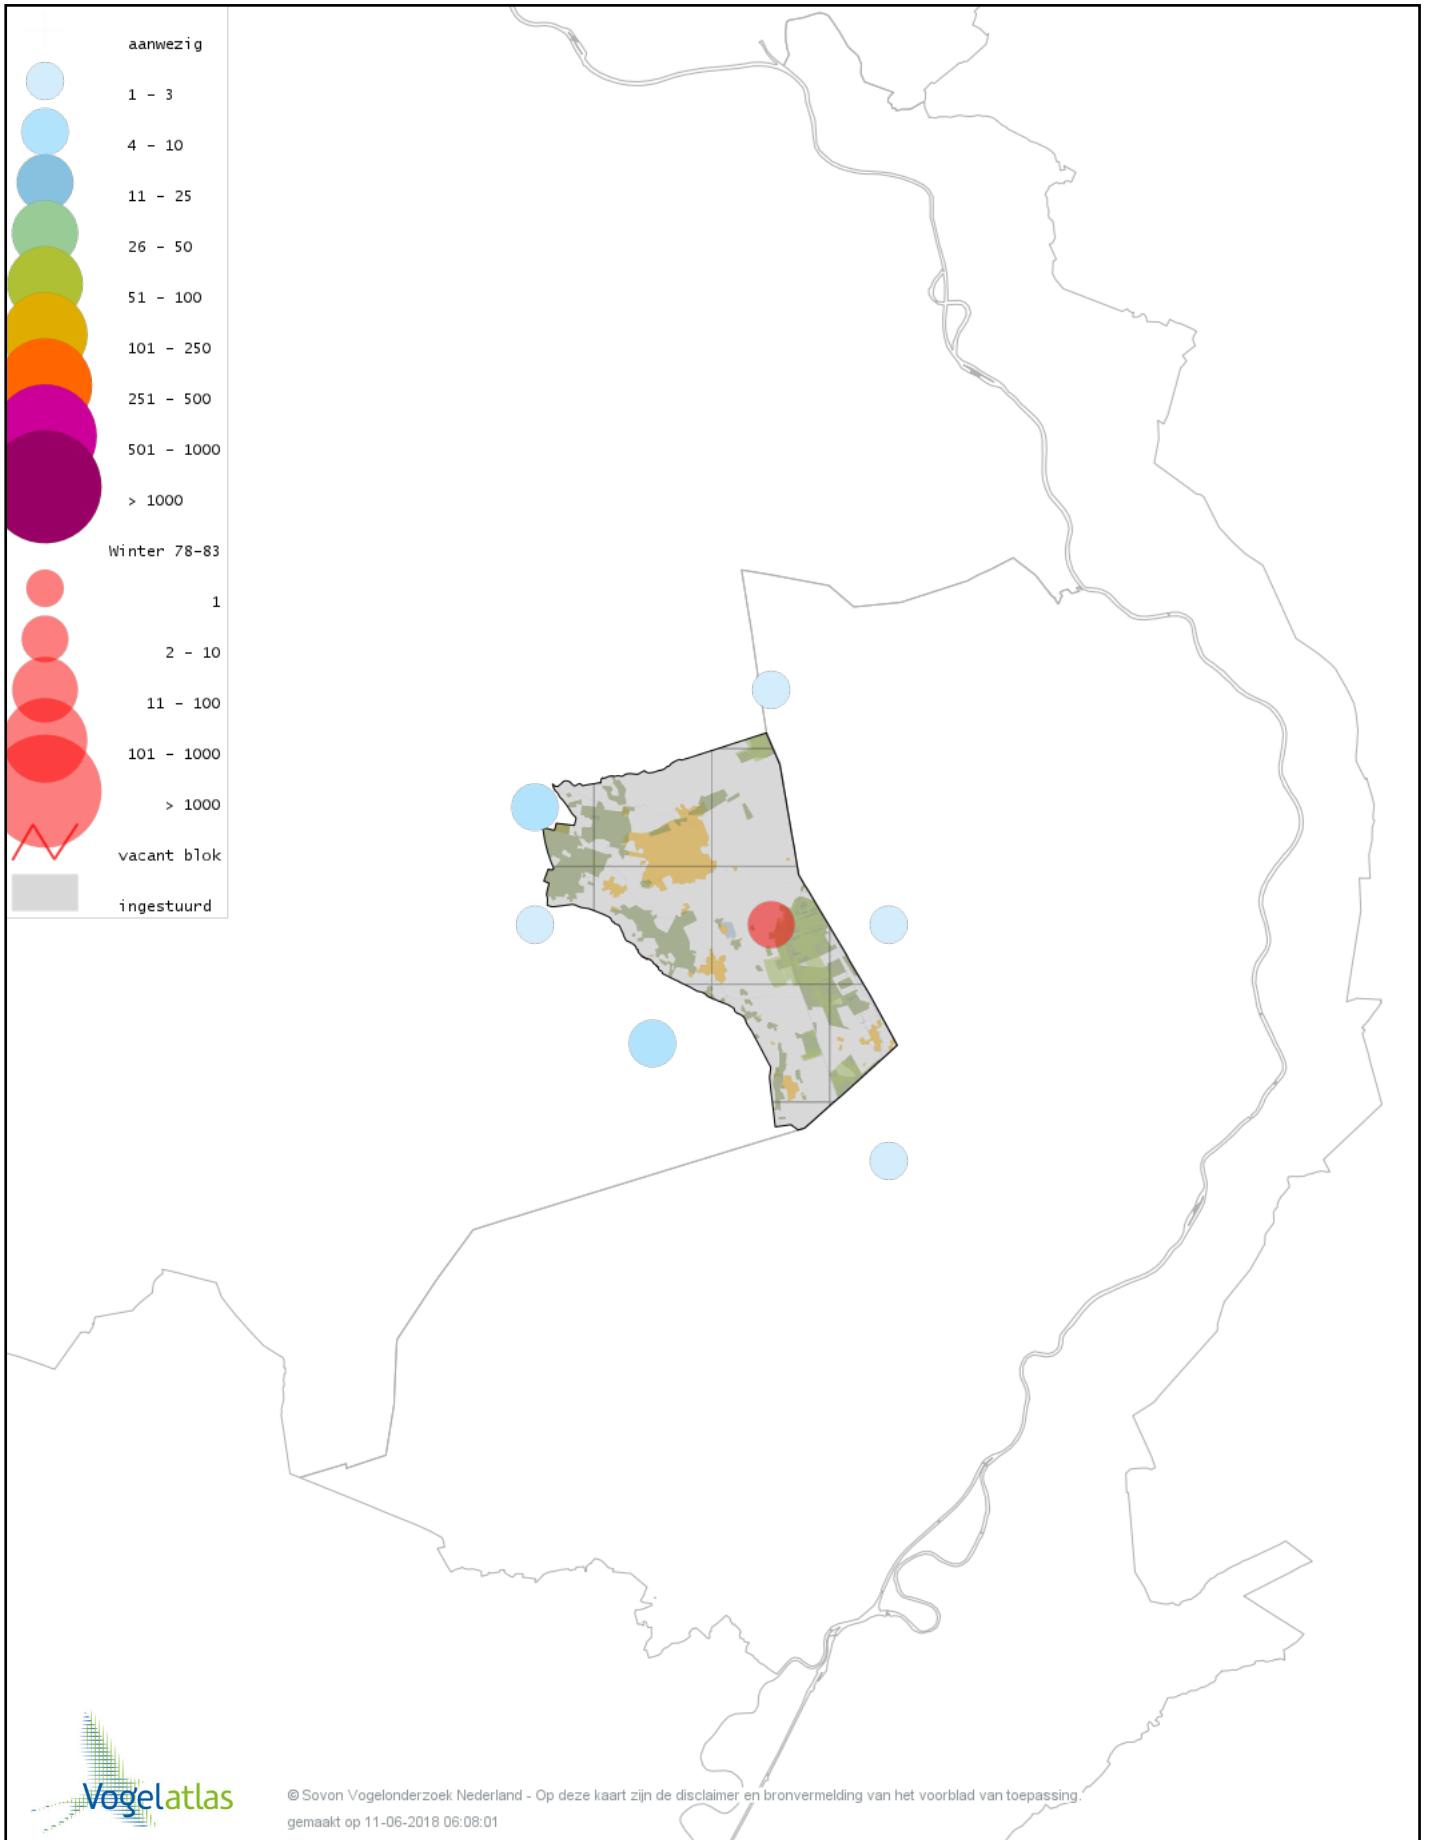 aanwezig
1 - 3
4 - 10
11 - 25
26 - 50
51 - 100
101 - 250
251 - 500
501 - 1000
> 1000
Winter 78-83
1
2 - 10
11 - 100
101 - 1000
> 1000
vacant blok
ingestuurd
Vogelatlas
© Sovon Vogelonderzoek Nederland - Op deze kaart zijn de disclaimer en bronvermelding van het voorblad van toepassing.
gemaakt op 11-06-2018 06:08:01